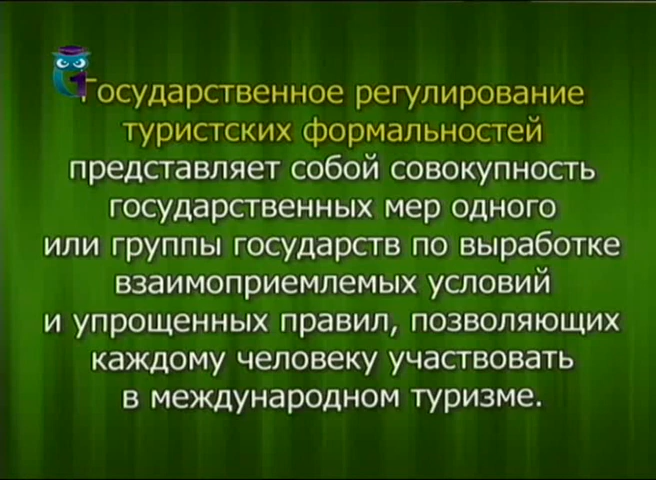 Государственное регулирование
туристских формальностей
представляет собой совокупность
государственных мер одного
или группы государств по выработке
взаимоприемлемых условий
и упрощенных правил, позволяющих
каждому человеку участвовать
в международном туризме.